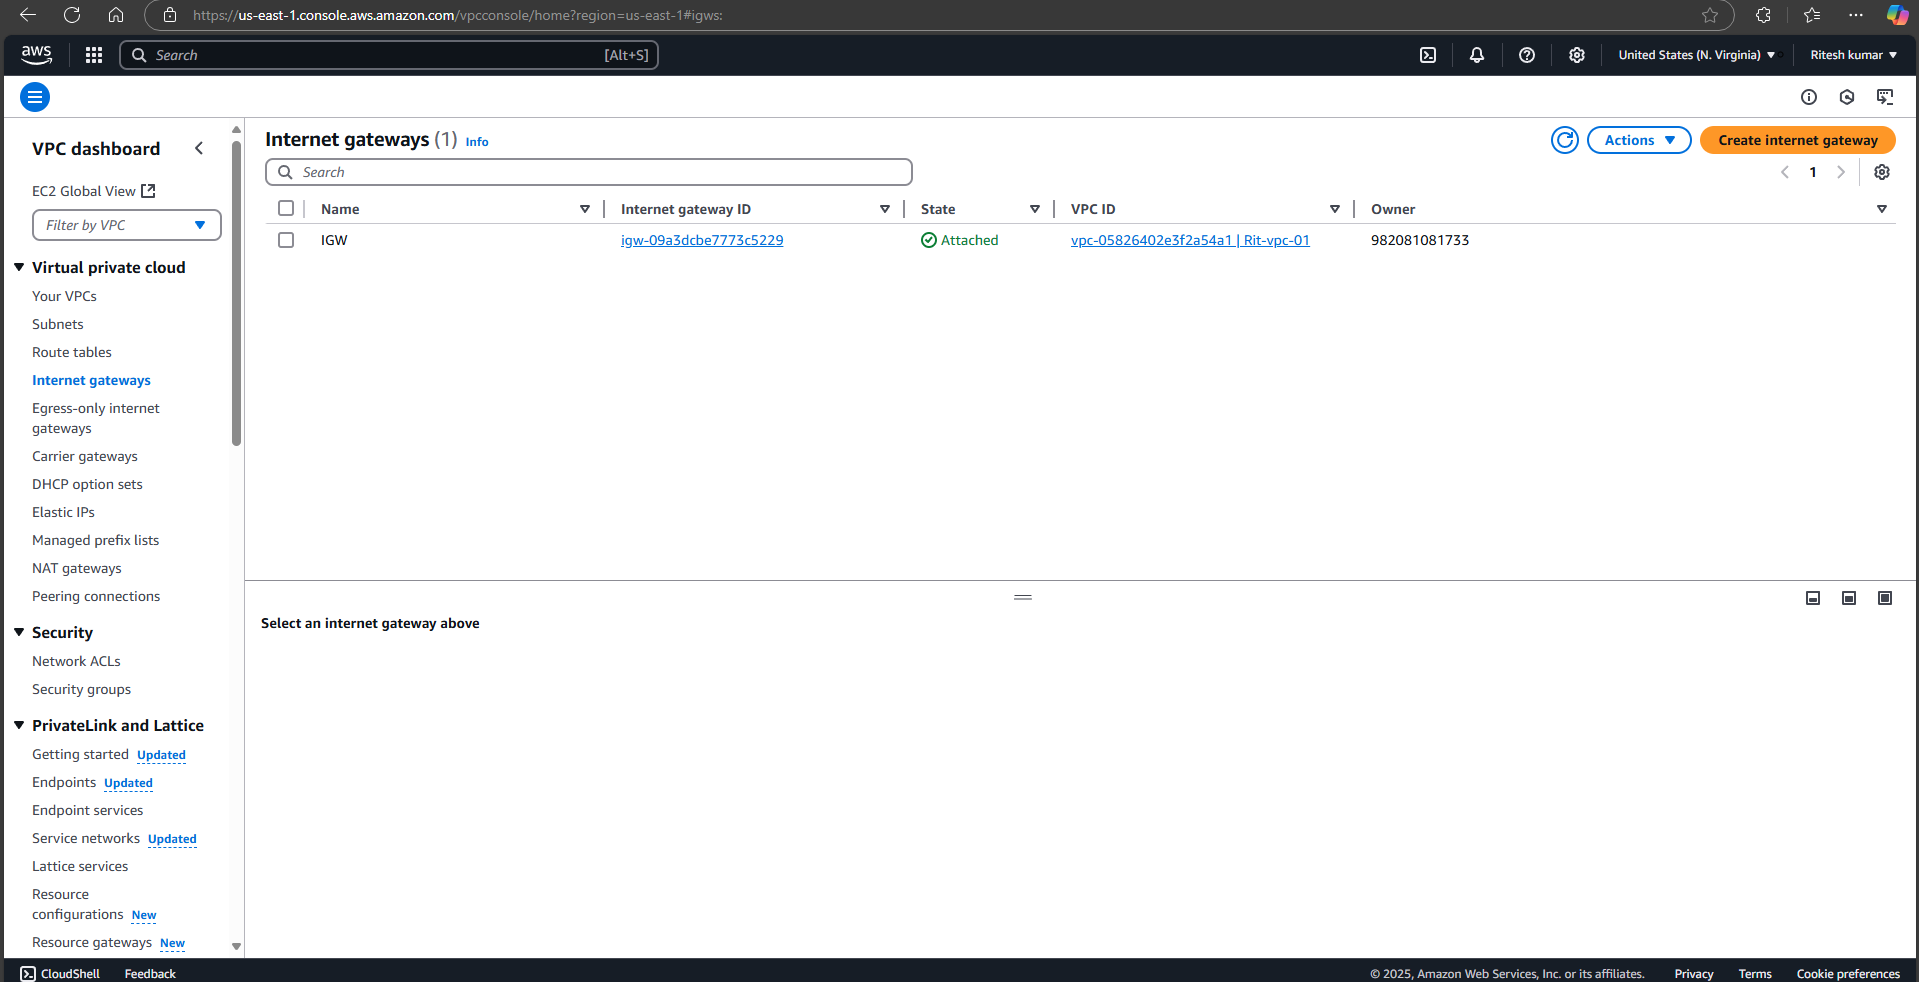 https://us-east-1.console.aws.amazon.com/vpcconsole/home?region=us-east-1#igws:
aws
Search
[Alt+S]
United States (N. Virginia)
Ritesh kumar
VPC dashboard
EC2 Global View
Filter by VPC
Virtual private cloud
Your VPCs
Subnets
Route tables
Internet gateways
Egress-only internet
gateways
Carrier gateways
DHCP option sets
Elastic IPs
Managed prefix lists
NAT gateways
Peering connections
Security
Network ACLs
Security groups
PrivateLink and Lattice
Getting started Updated
Endpoints Updated
Endpoint services
Service networks Updated
Lattice services
Resource
configurations New
Resource gateways New
Internet gateways (1) Info
Actions
Create internet gateway
Search
1
Name Internet gateway ID State VPC ID Owner
IGW igw-09a3dcbe7773c5229 Attached vpc-05826402e3f2a54a1 | Rit-vpc-01 982081081733
Select an internet gateway above
CloudShell Feedback © 2025, Amazon Web Services, Inc. or its affiliates. Privacy Terms Cookie preferences